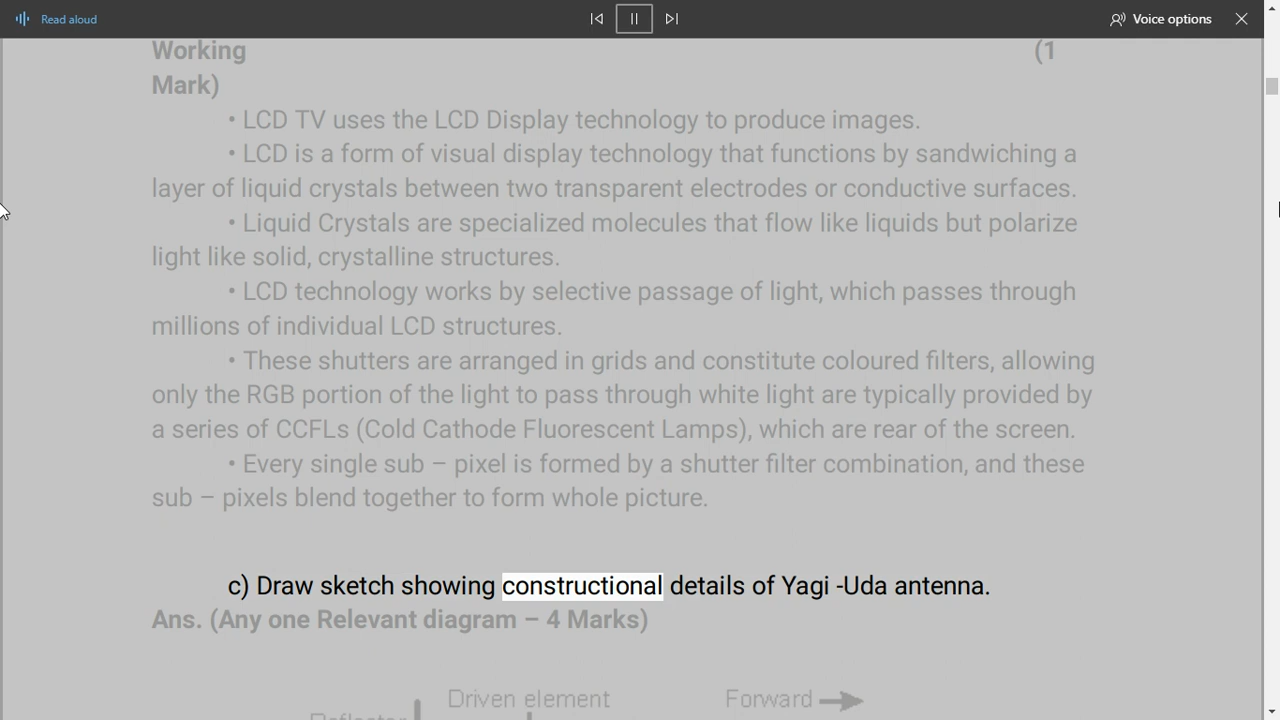 Read aloud
Voice options
Working (1
Mark)
• LCD TV uses the LCD Display technology to produce images.
• LCD is a form of visual display technology that functions by sandwiching a
layer of liquid crystals between two transparent electrodes or conductive surfaces.
• Liquid Crystals are specialized molecules that flow like liquids but polarize
light like solid, crystalline structures.
• LCD technology works by selective passage of light, which passes through
millions of individual LCD structures.
• These shutters are arranged in grids and constitute coloured filters, allowing
only the RGB portion of the light to pass through white light are typically provided by
a series of CCFLs (Cold Cathode Fluorescent Lamps), which are rear of the screen.
• Every single sub – pixel is formed by a shutter filter combination, and these
sub – pixels blend together to form whole picture.
c) Draw sketch showing constructional details of Yagi -Uda antenna.
Ans. (Any one Relevant diagram – 4 Marks)
Driven element Forward
Reflector